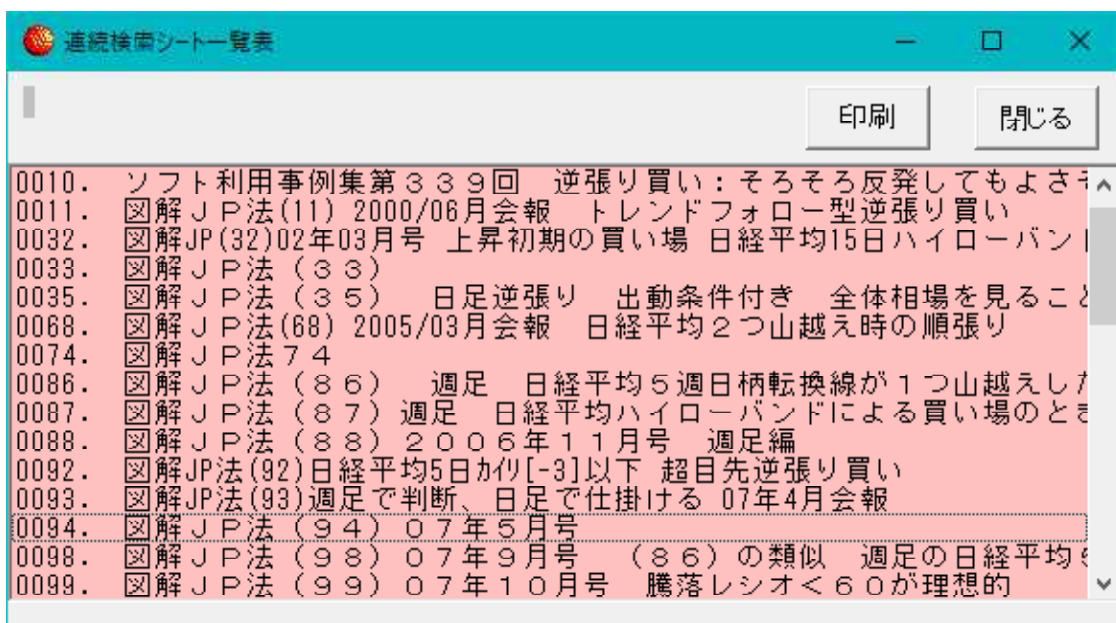 連続検索シート一覧表
印刷 閉じる
0010. ソフト利用事例集第339回 逆張り買い:そろそろ反発してもよさそ
0011. 図解JP法(11) 2000/06月会報 トレンドフォロー型逆張り買い
0032. 図解JP(32)02年03月号 上昇初期の買い場 日経平均15日ハイローバンド
0033. 図解JP法(33)
0035. 図解JP法(35) 日足逆張り 出動条件付き 全体相場を見ること
0068. 図解JP法(68) 2005/03月会報 日経平均2つ山越え時の順張り
0074. 図解JP法74
0086. 図解JP法(86) 週足 日経平均5週日柄転換線が1つ山越えした
0087. 図解JP法(87)週足 日経平均ハイローバンドによる買い場のとき
0088. 図解JP法(88)2006年11月号 週足編
0092. 図解JP法(92)日経平均5日カイリ[-3]以下 超目先逆張り買い
0093. 図解JP法(93)週足で判断、日足で仕掛ける 07年4月会報
0094. 図解JP法(94)07年5月号
0098. 図解JP法(98)07年9月号 (86)の類似 週足の日経平均
0099. 図解JP法(99)07年10月号 騰落レシオ<60が理想的